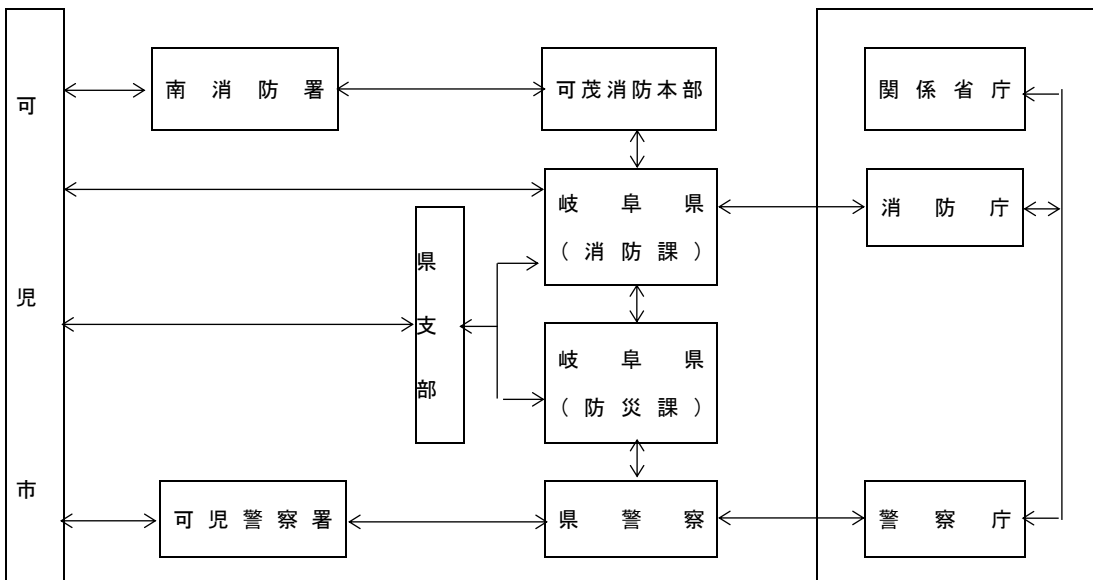 可児市
南消防署
可茂消防本部
関係省庁
岐阜県
（消防課）
消防庁
県支部
岐阜県
（防災課）
可児警察署
県警察
警察庁